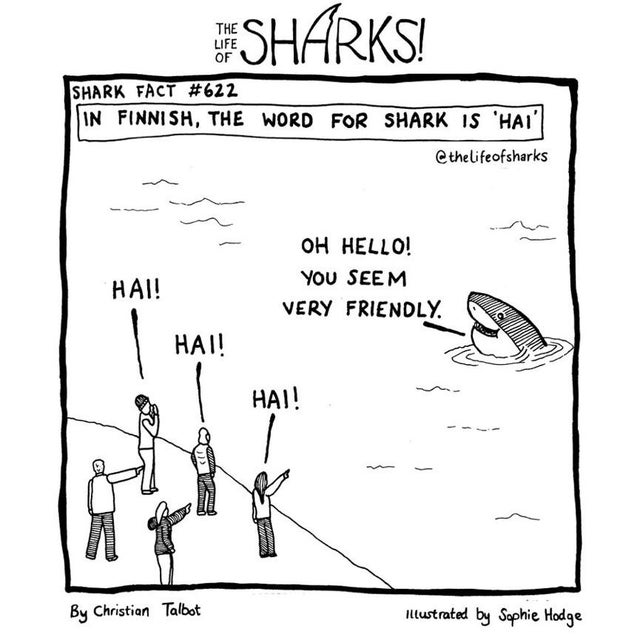 THE
LIFE
OF
SHARKS!
SHARK FACT #622
IN FINNISH, THE WORD FOR SHARK IS 'HAI'
@thelifeofsharks
OH HELLO!
YOU SEEM
VERY FRIENDLY.
HAI!
HAI!
HAI!
By Christian Talbot
Illustrated by Sophie Hodge